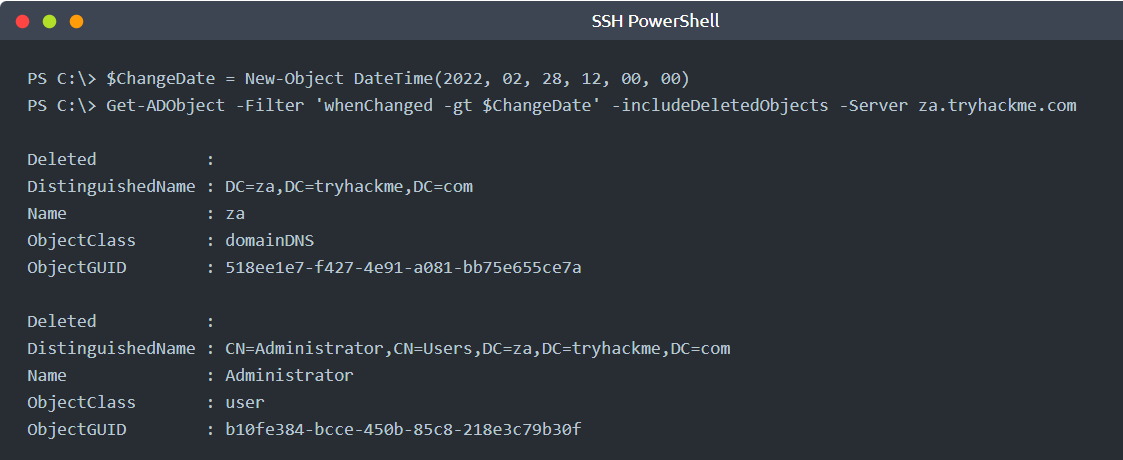 SSH PowerShell
PS C:\> $ChangeDate = New-Object DateTime(2022, 02, 28, 12, 00, 00)
PS C:\> Get-ADObject -Filter 'whenChanged -gt $ChangeDate' -includeDeletedObjects -Server za.tryhackme.com
Deleted           :
DistinguishedName : DC=za,DC=tryhackme,DC=com
Name              : za
ObjectClass       : domainDNS
ObjectGUID        : 518ee1e7-f427-4e91-a081-bb75e655ce7a
Deleted           :
DistinguishedName : CN=Administrator,CN=Users,DC=za,DC=tryhackme,DC=com
Name              : Administrator
ObjectClass       : user
ObjectGUID        : b10fe384-bcce-450b-85c8-218e3c79b30f